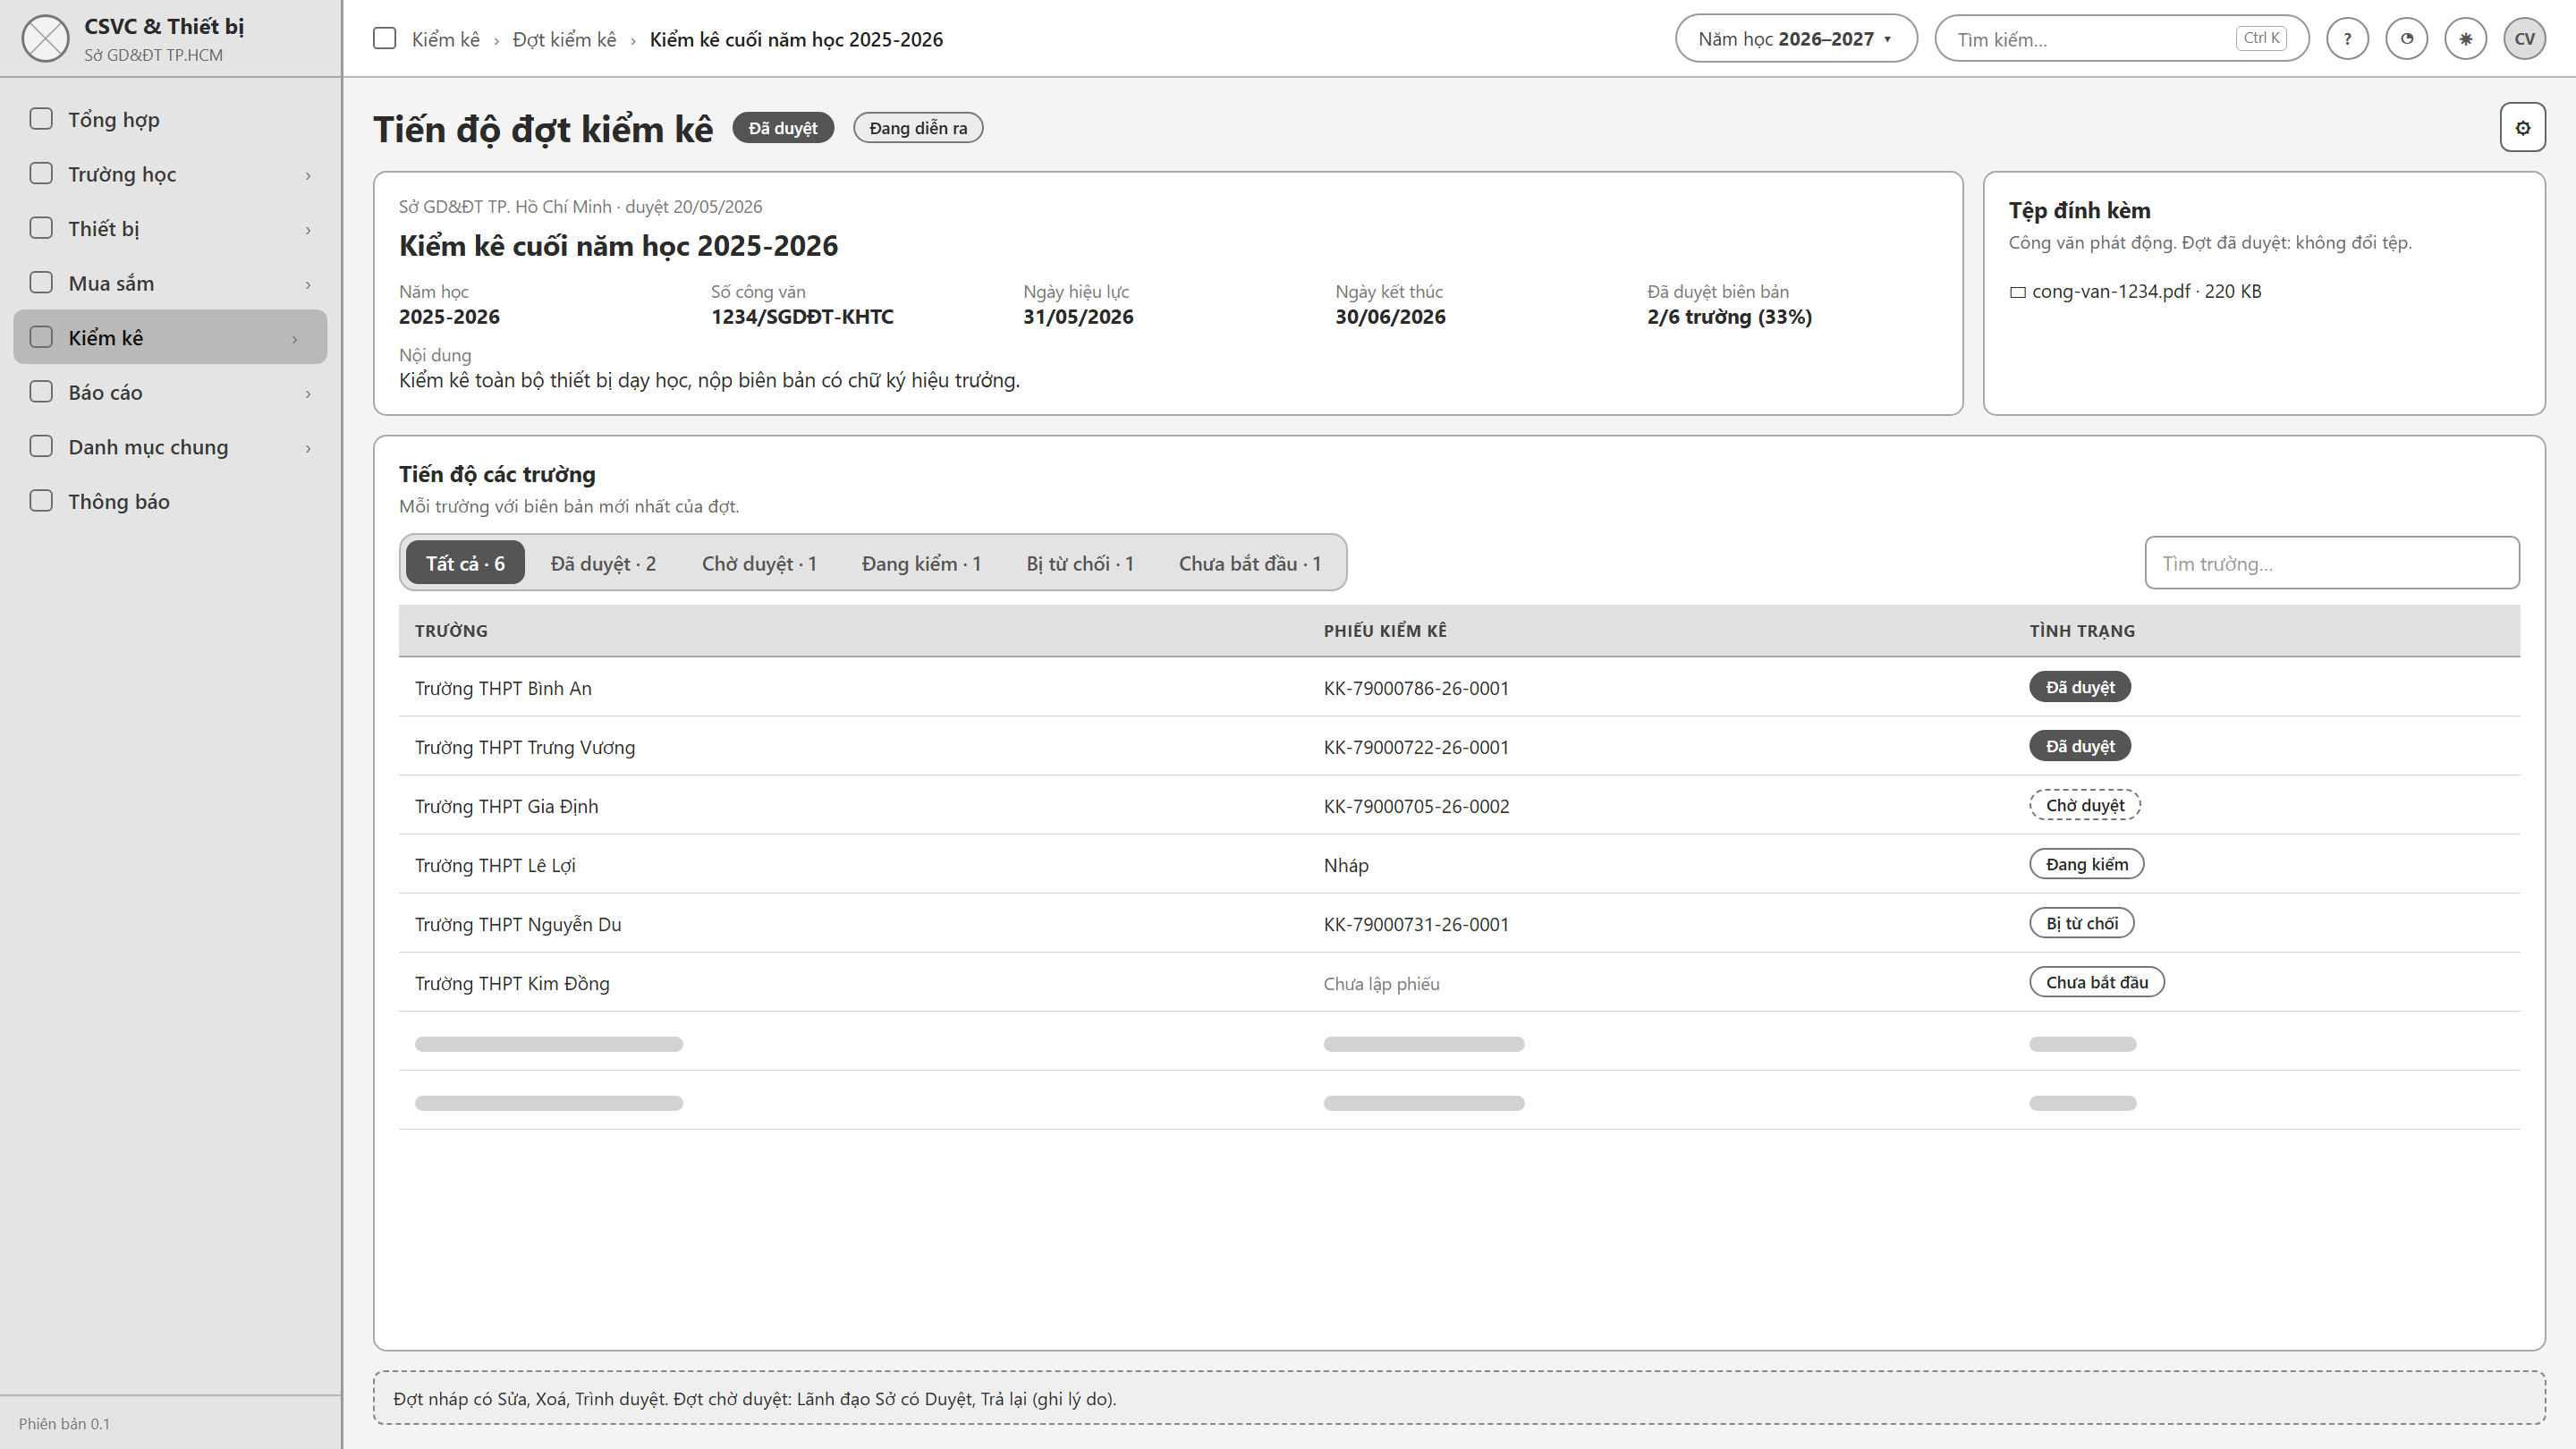 CSVC & Thiết bị
Sở GD&ĐT TP.HCM
Kiểm kê › Đợt kiểm kê › Kiểm kê cuối năm học 2025-2026
Năm học 2026–2027 ▾
Tìm kiếm... Ctrl K
?
CV
Tổng hợp
Trường học ›
Thiết bị ›
Mua sắm ›
Kiểm kê ›
Báo cáo ›
Danh mục chung ›
Thông báo
Phiên bản 0.1
Tiến độ đợt kiểm kê Đã duyệt Đang diễn ra
Sở GD&ĐT TP. Hồ Chí Minh · duyệt 20/05/2026
Kiểm kê cuối năm học 2025-2026
Năm học Số công văn Ngày hiệu lực Ngày kết thúc Đã duyệt biên bản
2025-2026 1234/SGDĐT-KHTC 31/05/2026 30/06/2026 2/6 trường (33%)
Nội dung
Kiểm kê toàn bộ thiết bị dạy học, nộp biên bản có chữ ký hiệu trưởng.
Tệp đính kèm
Công văn phát động. Đợt đã duyệt: không đổi tệp.
cong-van-1234.pdf · 220 KB
Tiến độ các trường
Mỗi trường với biên bản mới nhất của đợt.
Tất cả · 6 Đã duyệt · 2 Chờ duyệt · 1 Đang kiểm · 1 Bị từ chối · 1 Chưa bắt đầu · 1
Tìm trường...
TRƯỜNG PHIẾU KIỂM KÊ TÌNH TRẠNG
Trường THPT Bình An KK-79000786-26-0001 Đã duyệt
Trường THPT Trưng Vương KK-79000722-26-0001 Đã duyệt
Trường THPT Gia Định KK-79000705-26-0002 Chờ duyệt
Trường THPT Lê Lợi Nháp Đang kiểm
Trường THPT Nguyễn Du KK-79000731-26-0001 Bị từ chối
Trường THPT Kim Đồng Chưa lập phiếu Chưa bắt đầu
Đợt nháp có Sửa, Xoá, Trình duyệt. Đợt chờ duyệt: Lãnh đạo Sở có Duyệt, Trả lại (ghi lý do).